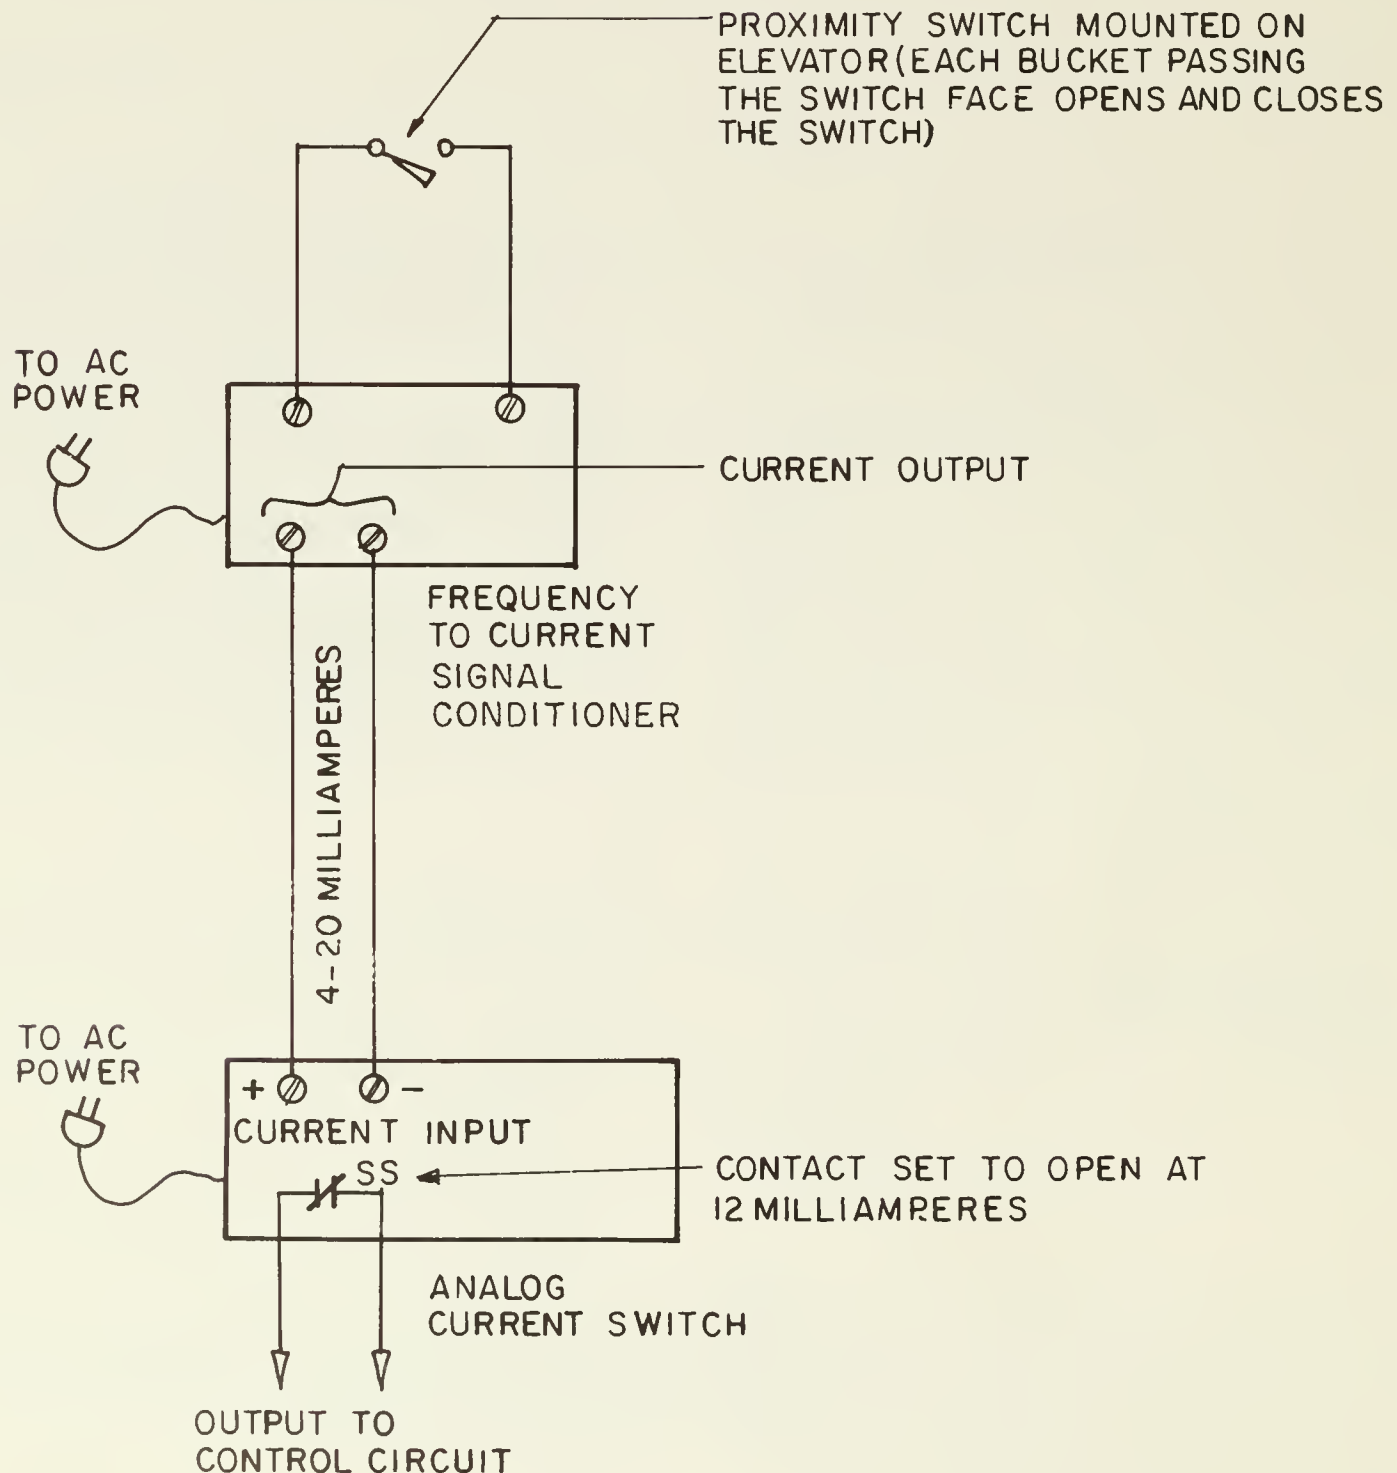 PROXIMITY SWITCH MOUNTED ON
ELEVATOR (EACH BUCKET PASSING
THE SWITCH FACE OPENS AND CLOSES
THE SWITCH)
TO AC
POWER
CURRENT OUTPUT
FREQUENCY
TO CURRENT
SIGNAL
CONDITIONER
4-20 MILLIAMPERES
TO AC
POWER
+ -
CURRENT INPUT
SS
CONTACT SET TO OPEN AT
12 MILLIAMPERES
ANALOG
CURRENT SWITCH
OUTPUT TO
CONTROL CIRCUIT